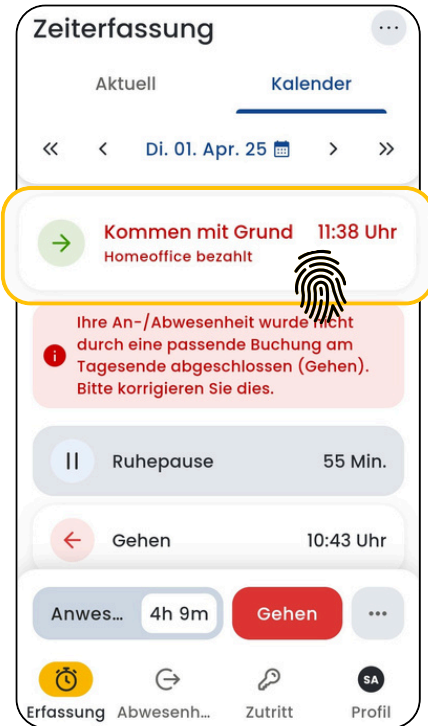 Zeiterfassung
Aktuell Kalender
Di. 01. Apr. 25
Kommen mit Grund 11:38 Uhr
Homeoffice bezahlt
Ihre An-/Abwesenheit wurde nicht
durch eine passende Buchung am
Tagesende abgeschlossen (Gehen).
Bitte korrigieren Sie dies.
Ruhepause 55 Min.
Gehen 10:43 Uhr
Anwes... 4h 9m Gehen
SA
Erfassung Abwesenh... Zutritt Profil